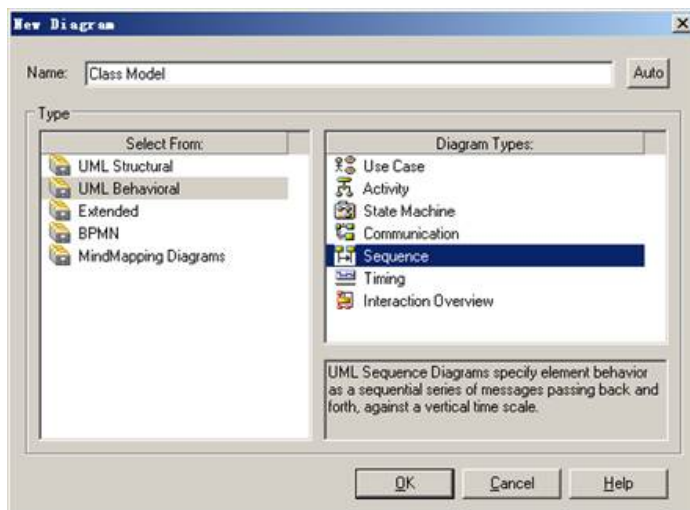 New Diagram
Name: Class Model Auto
Type
Select From:
UML Structural
UML Behavioral
Extended
BPMN
MindMapping Diagrams
Diagram Types:
Use Case
Activity
State Machine
Communication
Sequence
Timing
Interaction Overview
UML Sequence Diagrams specify element behavior
as a sequential series of messages passing back and
forth, against a vertical time scale.
OK Cancel Help